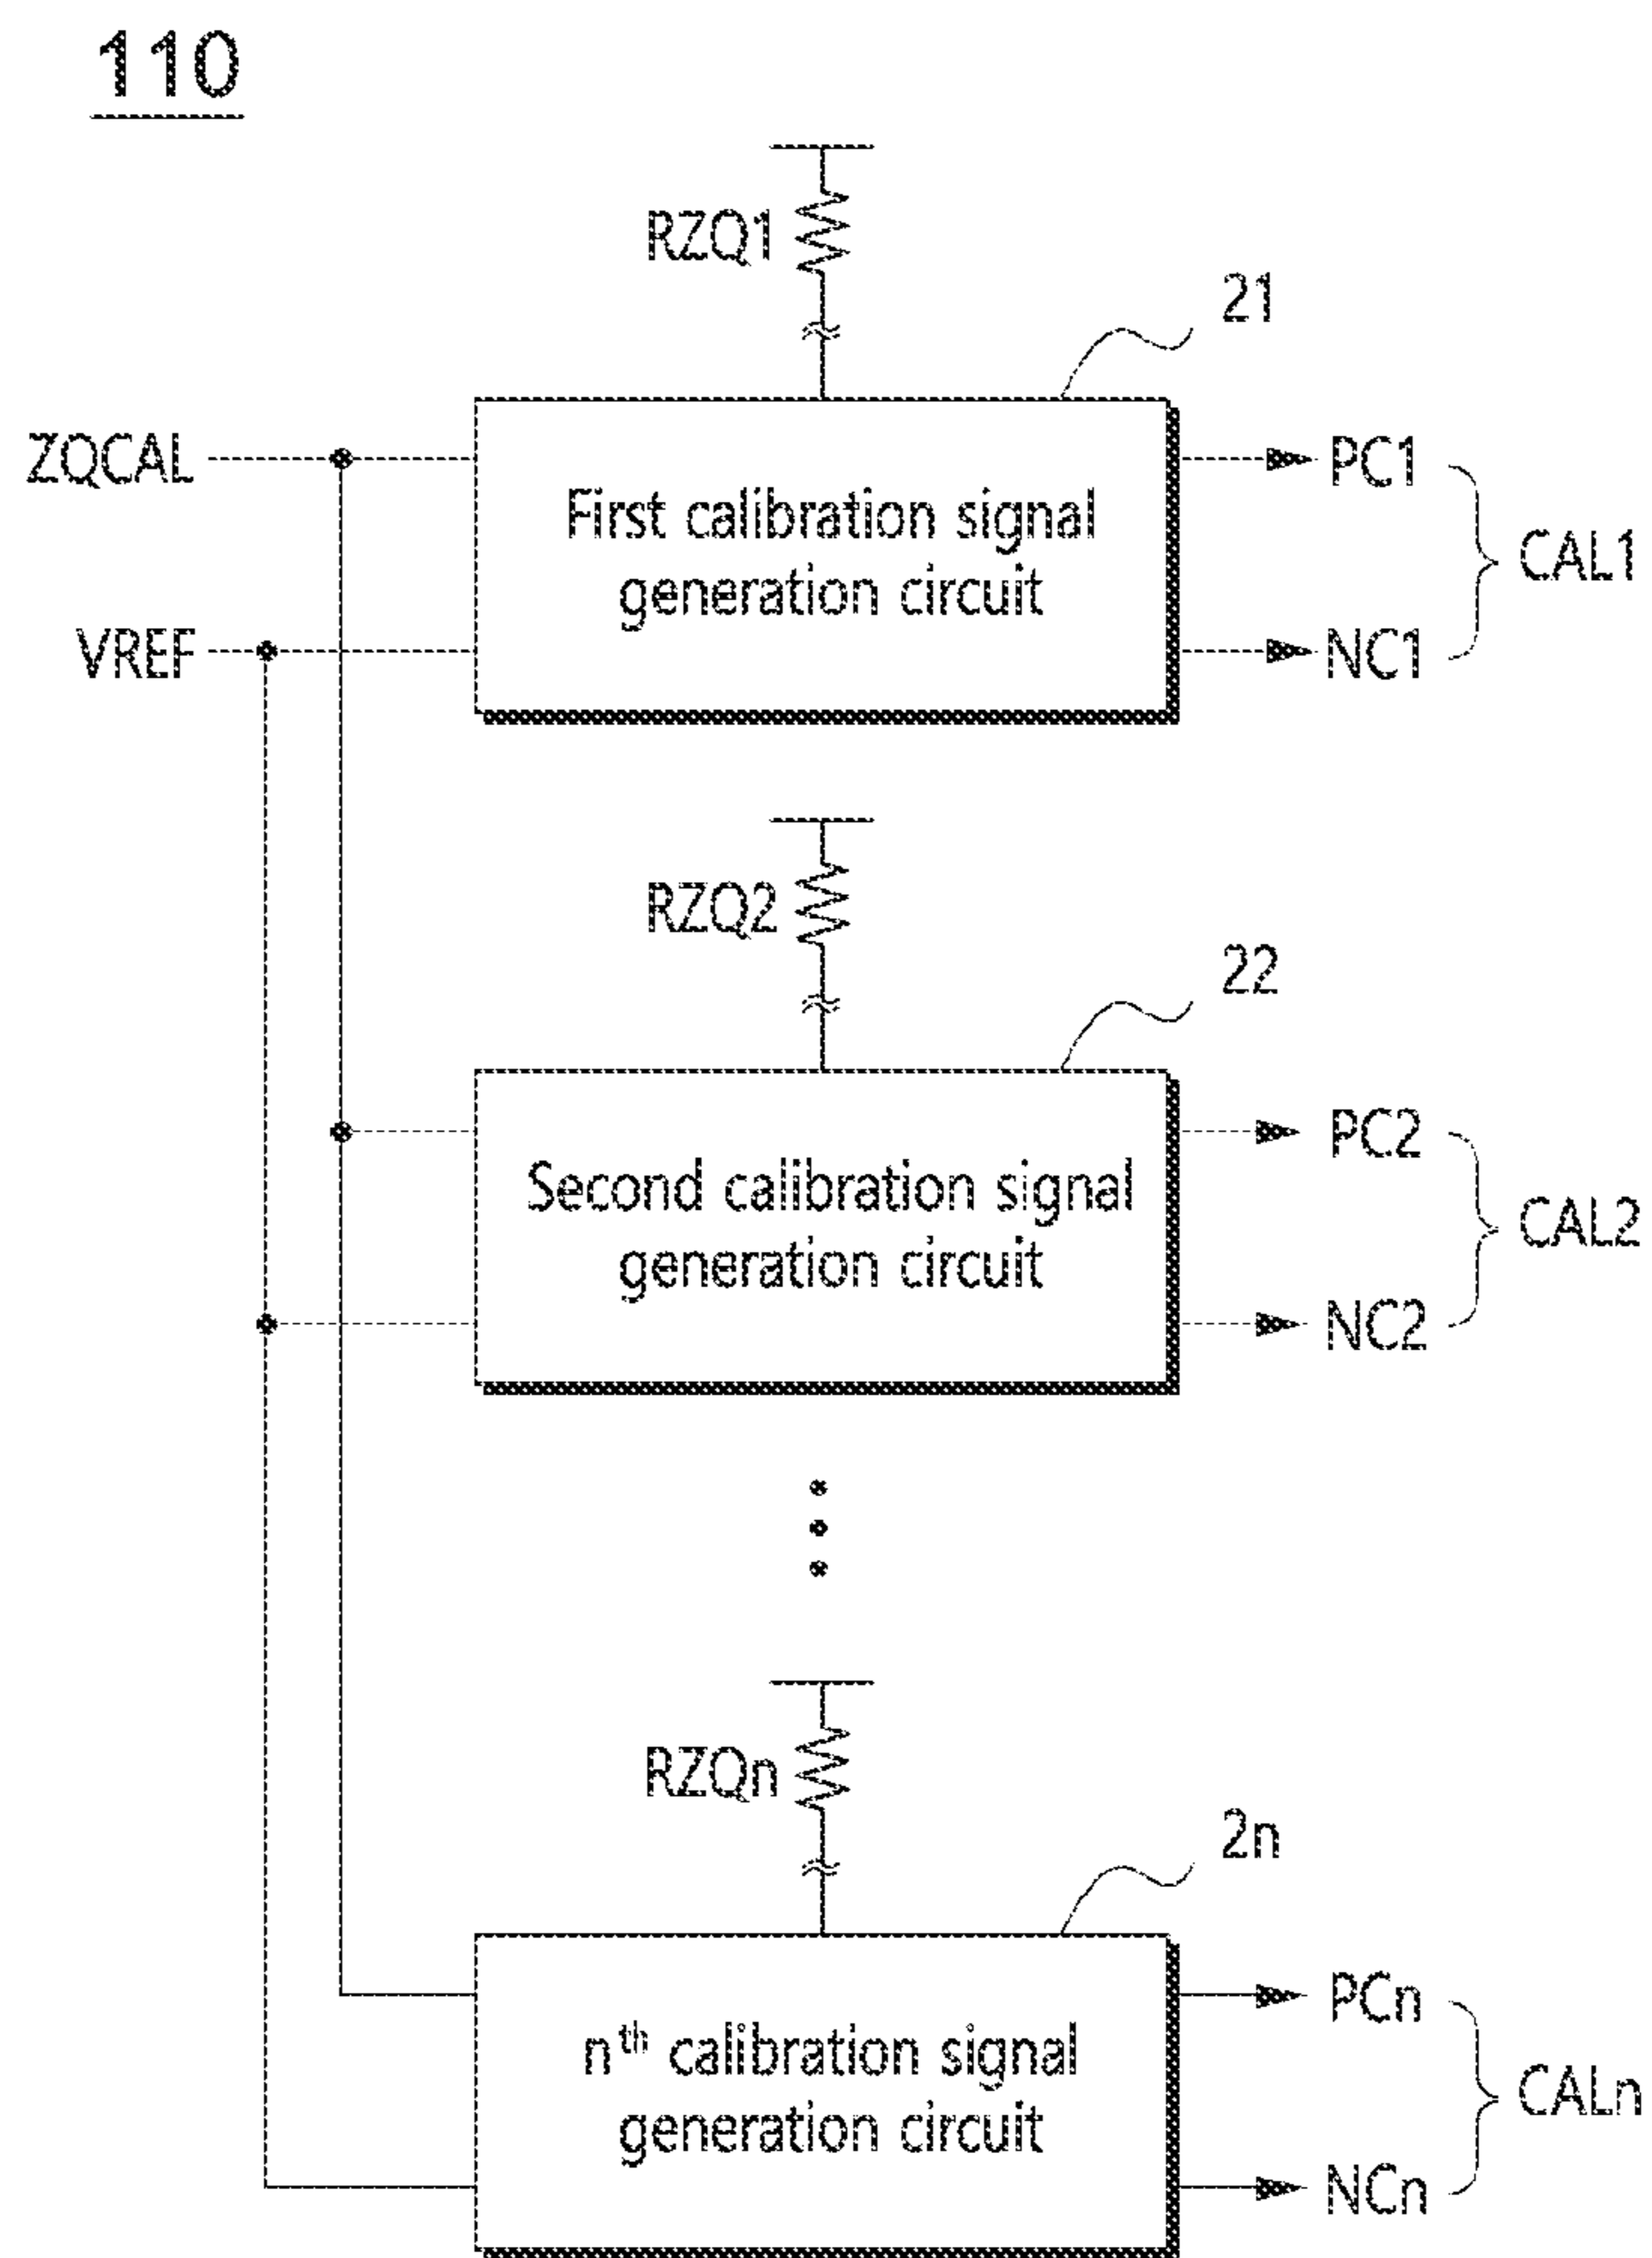 110
RZQ1
21
ZQCAL
First calibration signal
generation circuit
PC1
CAL1
VREF
NC1
RZQ2
22
Second calibration signal
generation circuit
PC2
CAL2
NC2
RZQn
2n
nth calibration signal
generation circuit
PCn
CALn
NCn